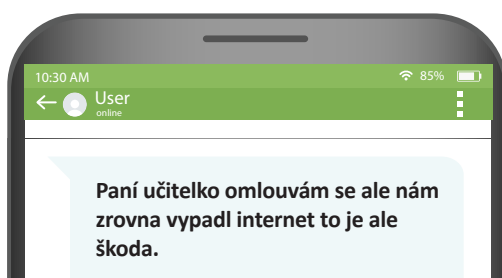 10:30 AM 85%
User
online
Paní učitelko omlouvám se ale nám
zrovna vypadl internet to je ale
škoda.